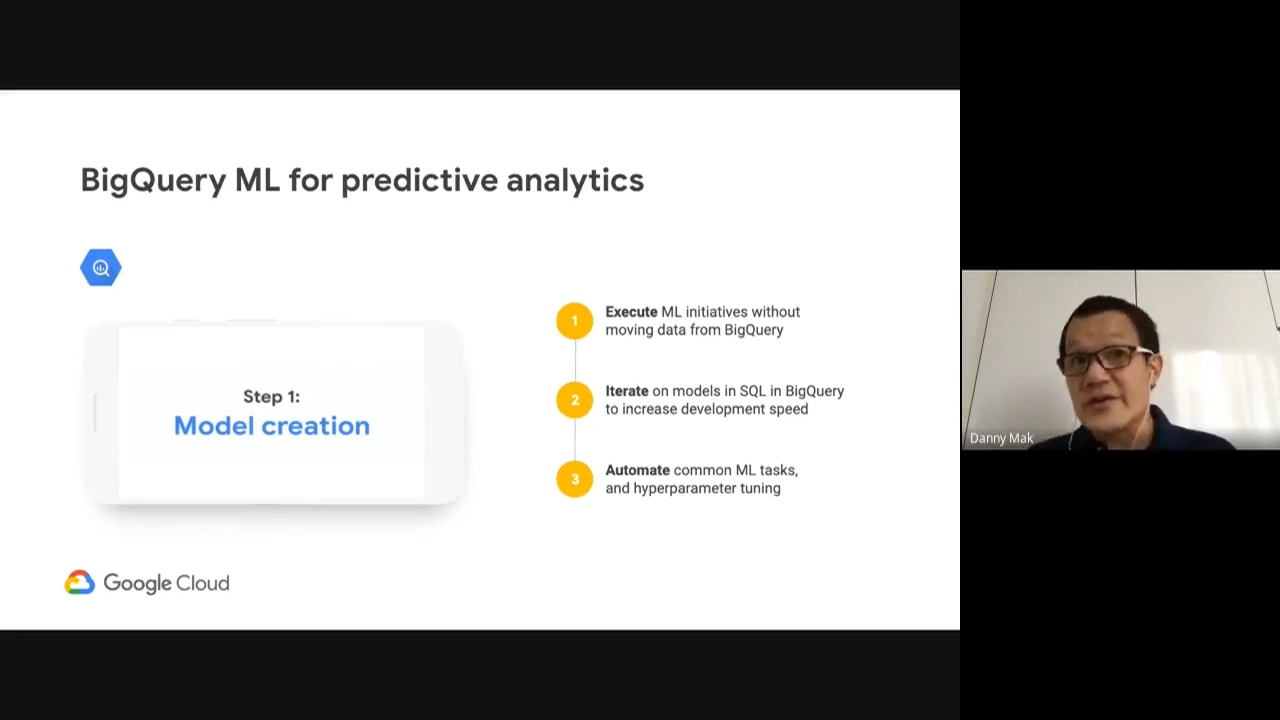 BigQuery ML for predictive analytics
Step 1:
Model creation
1
Execute ML initiatives without
moving data from BigQuery
2
Iterate on models in SQL in BigQuery
to increase development speed
3
Automate common ML tasks,
and hyperparameter tuning
Google Cloud
Danny Mak